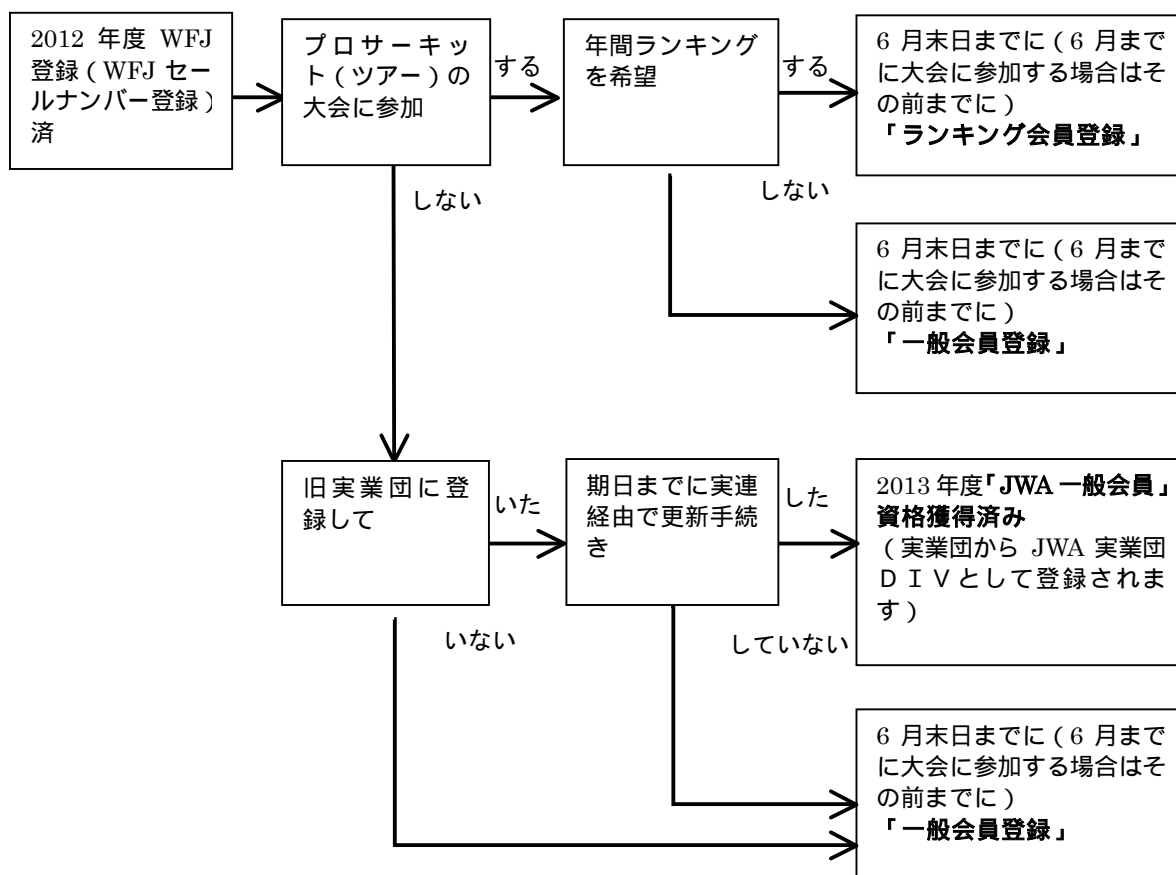 2012 年度 WFJ
登録（WFJ セー
ルナンバー登録）
済
プロサーキッ
ト（ツアー）の
大会に参加
する
年間ランキング
を希望
する
6 月末日までに（6 月まで
に大会に参加する場合はそ
の前までに）
「ランキング会員登録」
しない
しない
6 月末日までに（6 月まで
に大会に参加する場合はそ
の前までに）
「一般会員登録」
旧実業団に登
録して
いた
期日までに実連
経由で更新手続
き
した
2013 年度「JWA 一般会員」
資格獲得済み
（実業団から JWA 実業団
ＤＩＶとして登録されま
す）
いない
していない
6 月末日までに（6 月まで
に大会に参加する場合はそ
の前までに）
「一般会員登録」